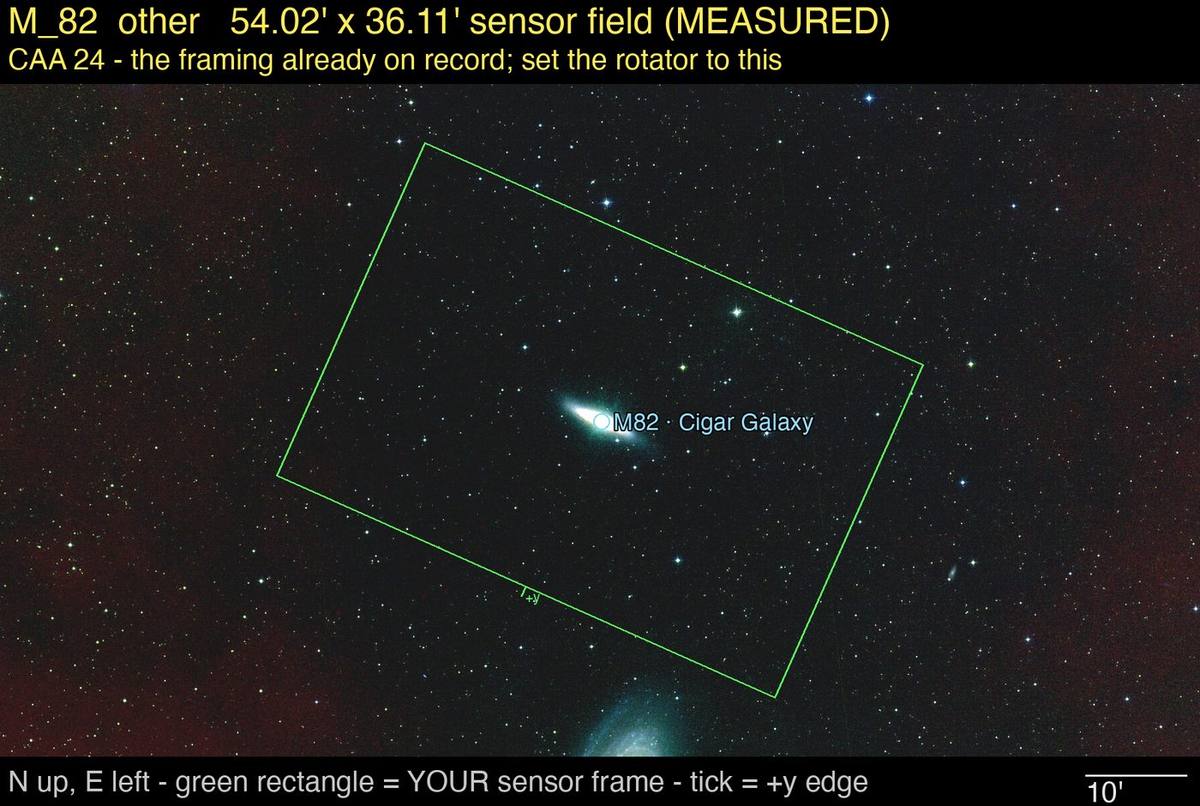 M_82 other 54.02' x 36.11' sensor field (MEASURED)
CAA 24 - the framing already on record; set the rotator to this
M82 · Cigar Galaxy
+y
N up, E left - green rectangle = YOUR sensor frame - tick = +y edge
10'